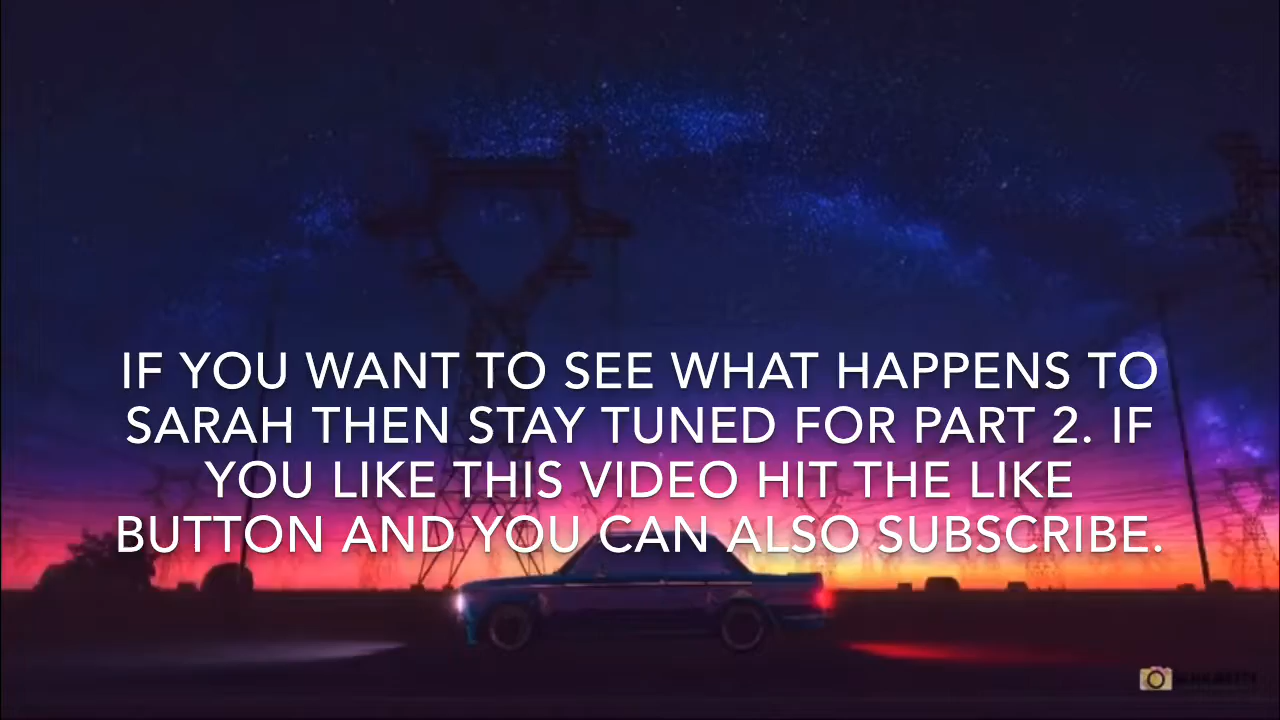 IF YOU WANT TO SEE WHAT HAPPENS TO
SARAH THEN STAY TUNED FOR PART 2. IF
YOU LIKE THIS VIDEO HIT THE LIKE
BUTTON AND YOU CAN ALSO SUBSCRIBE.